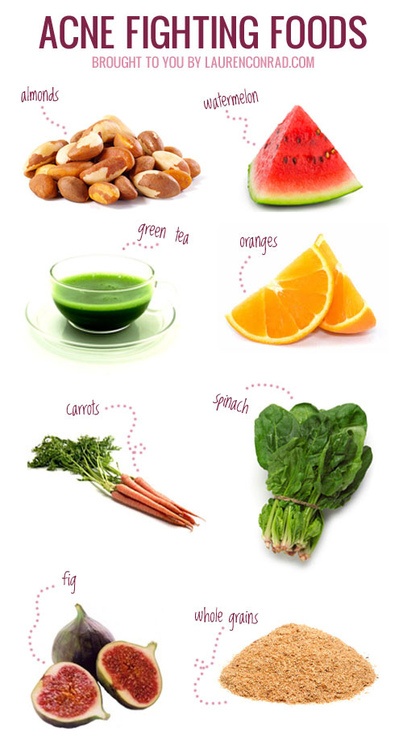 ACNE FIGHTING FOODS
BROUGHT TO YOU BY LAURENCONRAD.COM
almonds
watermelon
green tea
oranges
carrots
spinach
fig
whole grains